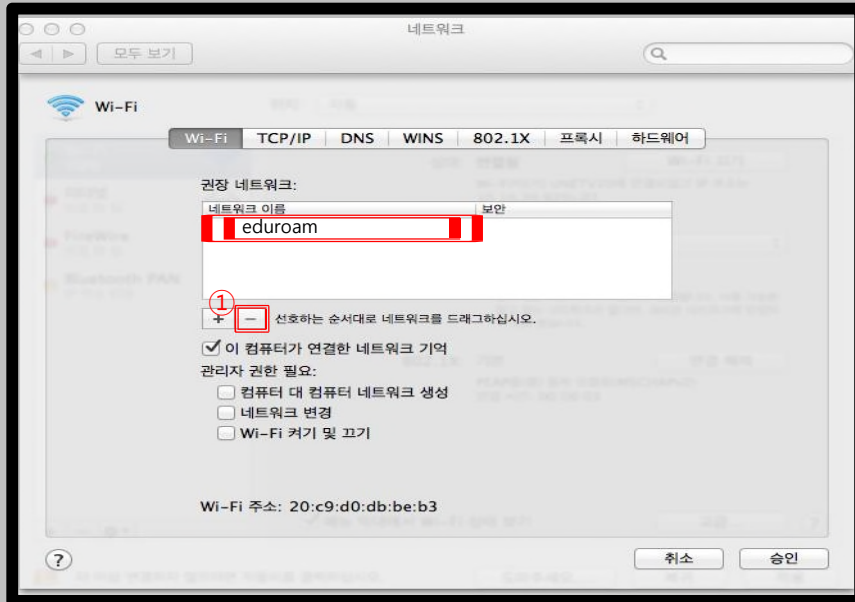 네트워크
모두 보기
Wi-Fi
Wi-Fi TCP/IP DNS WINS 802.1X 프록시 하드웨어
권장 네트워크:
네트워크 이름 보안
eduroam
①
+ − 선호하는 순서대로 네트워크를 드래그하십시오.
이 컴퓨터가 연결한 네트워크 기억
관리자 권한 필요:
컴퓨터 대 컴퓨터 네트워크 생성
네트워크 변경
Wi-Fi 켜기 및 끄기
Wi-Fi 주소: 20:c9:d0:db:be:b3
? 취소 승인